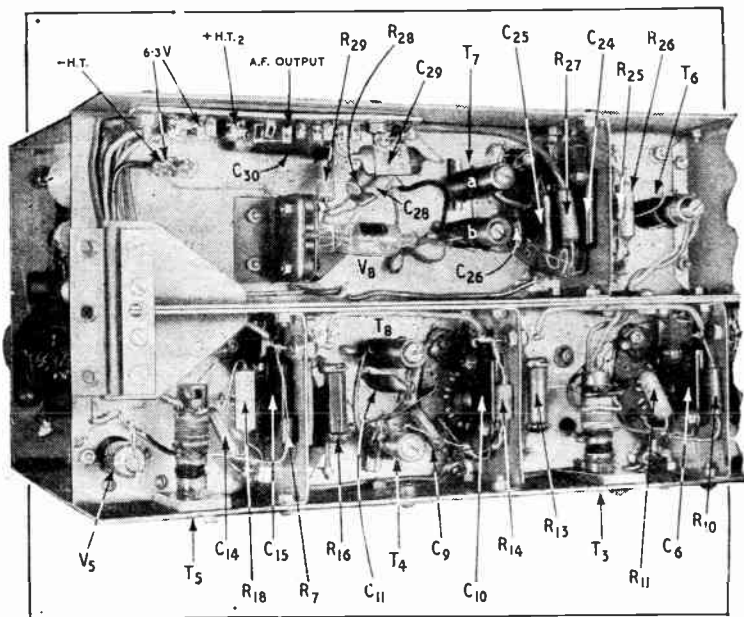 -H.T.
6·3V
+H.T.2
A.F. OUTPUT
R29
R28
C29
T7
C25
R27
C24
R25
R26
T6
C30
a
C28
b
V8
C26
T8
V5
T5
C14
R18
C15
R7
R16
C11
T4
C9
C10
R14
R13
T3
R11
C6
R10